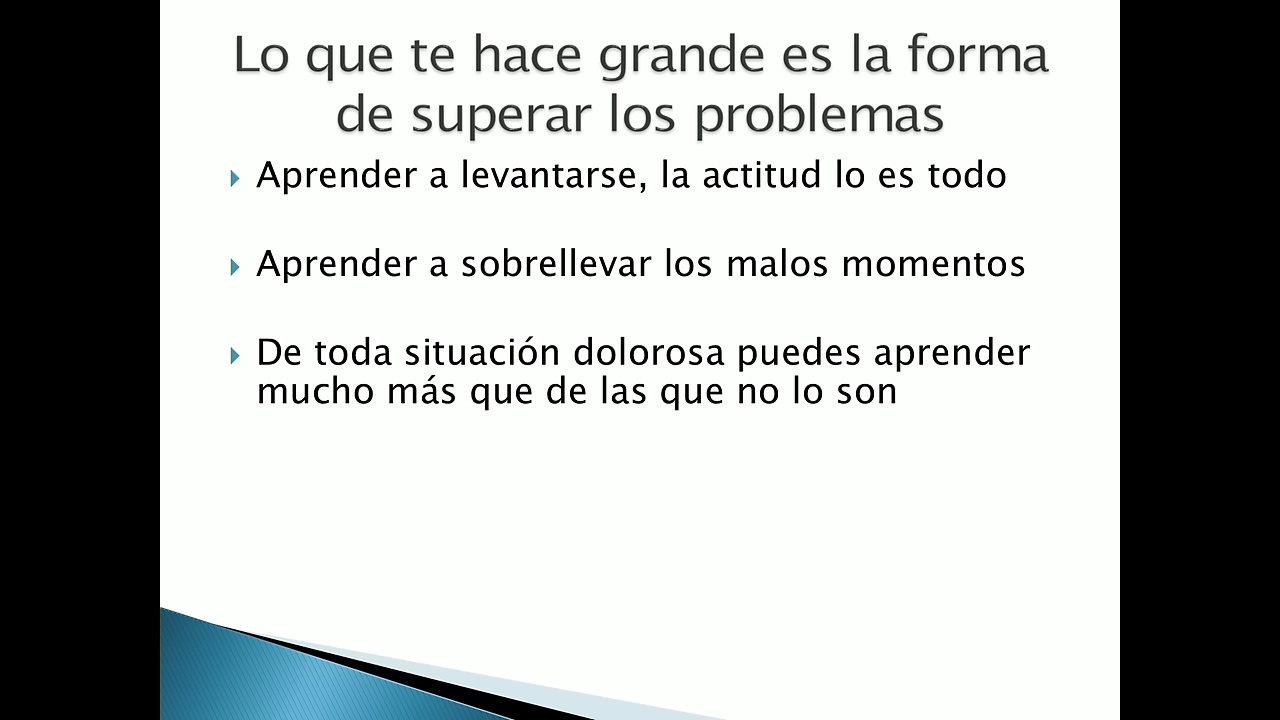 Lo que te hace grande es la forma
de superar los problemas
Aprender a levantarse, la actitud lo es todo
Aprender a sobrellevar los malos momentos
De toda situación dolorosa puedes aprender
mucho más que de las que no lo son